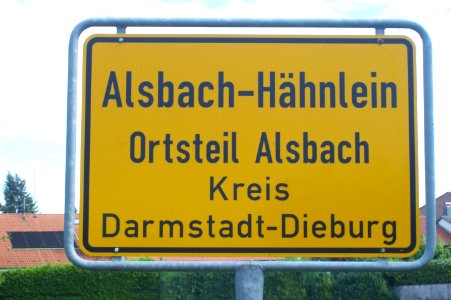 Alsbach-Hähnlein
Ortsteil Alsbach
Kreis
Darmstadt-Dieburg